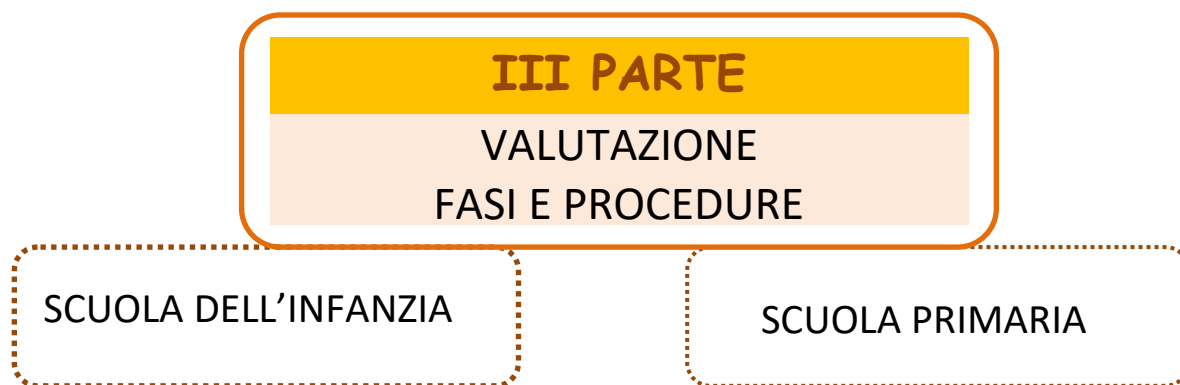 III PARTE
VALUTAZIONE
FASI E PROCEDURE
SCUOLA DELL’INFANZIA
SCUOLA PRIMARIA